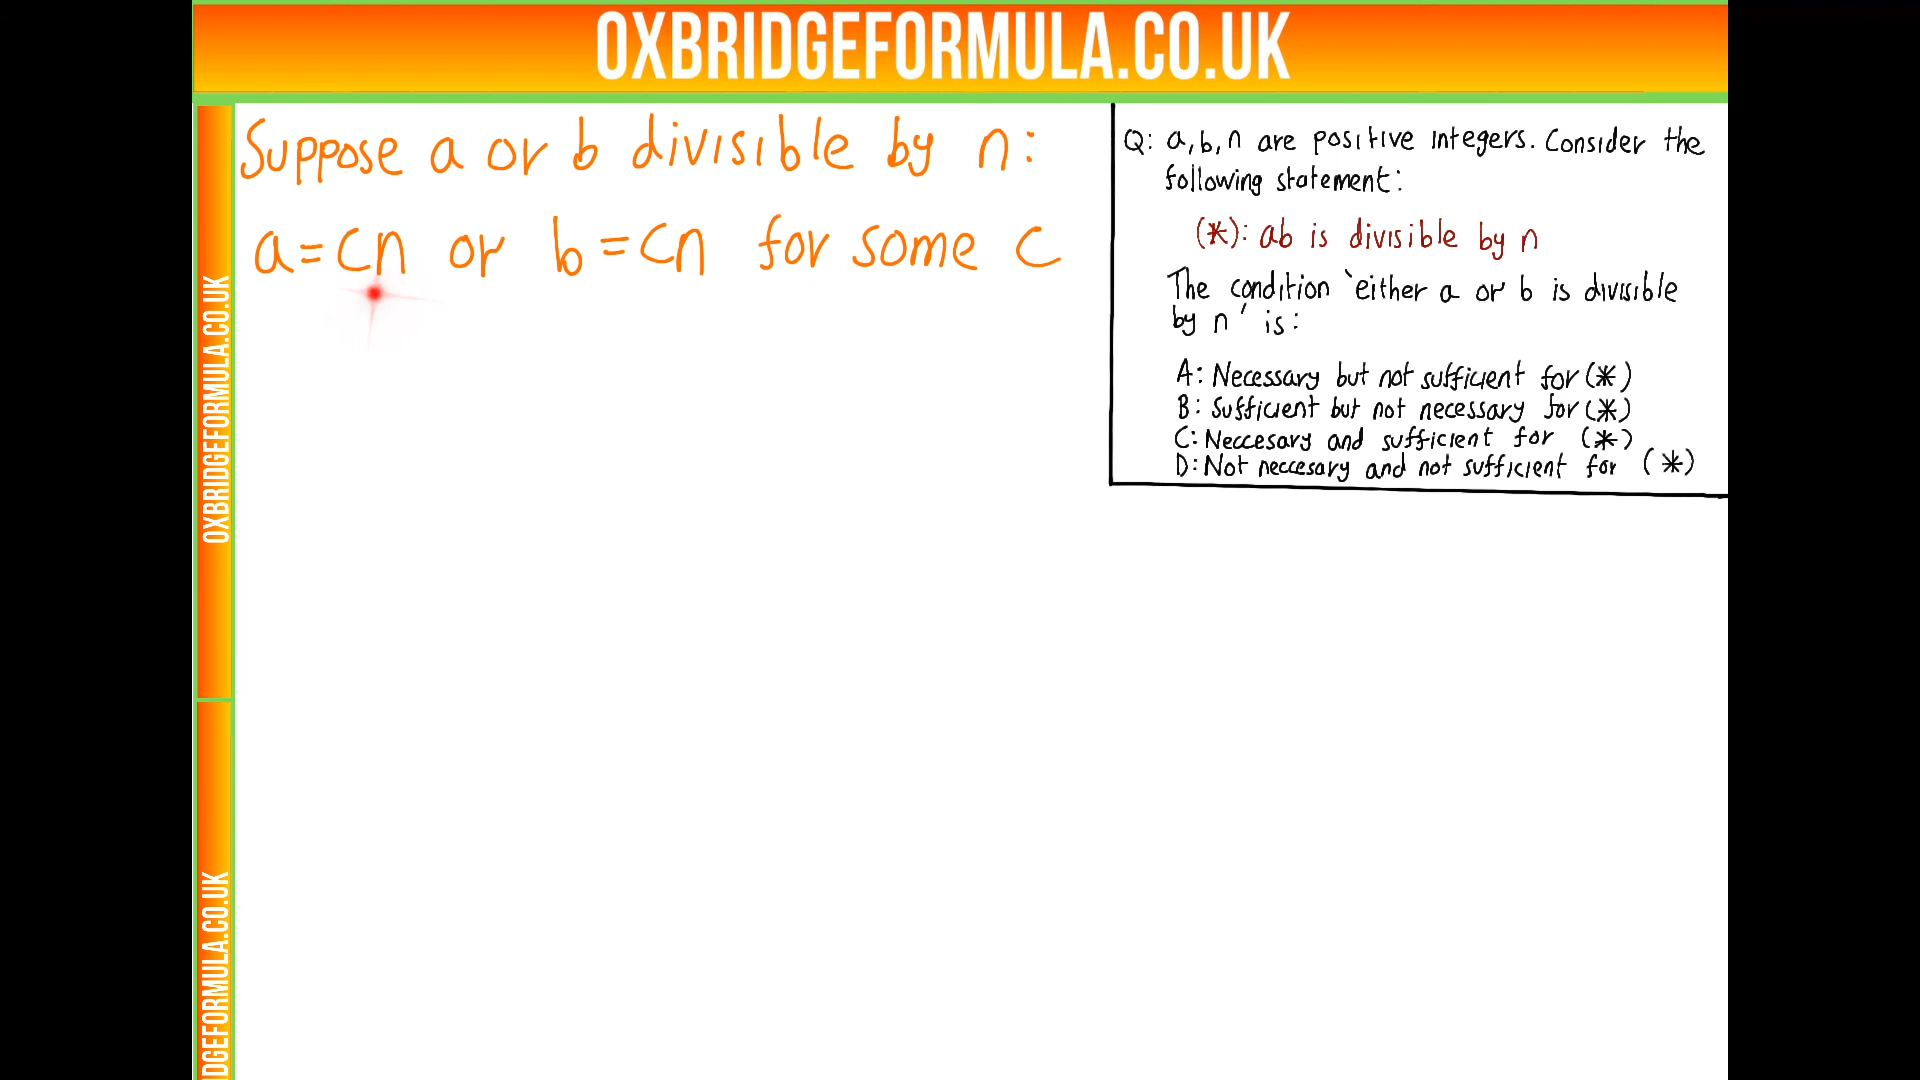 OXBRIDGEFORMULA.CO.UK
Suppose a or b divisible by n:
a=cn or b=cn for some c
Q: a,b,n are positive integers. Consider the
following statement:
(*): ab is divisible by n
The condition `either a or b is divisible
by n' is:
A: Necessary but not sufficient for (*)
B: Sufficient but not necessary for (*)
C: Neccesary and sufficient for (*)
D: Not neccesary and not sufficient for (*)
OXBRIDGEFORMULA.CO.UK
DGEFORMULA.CO.UK